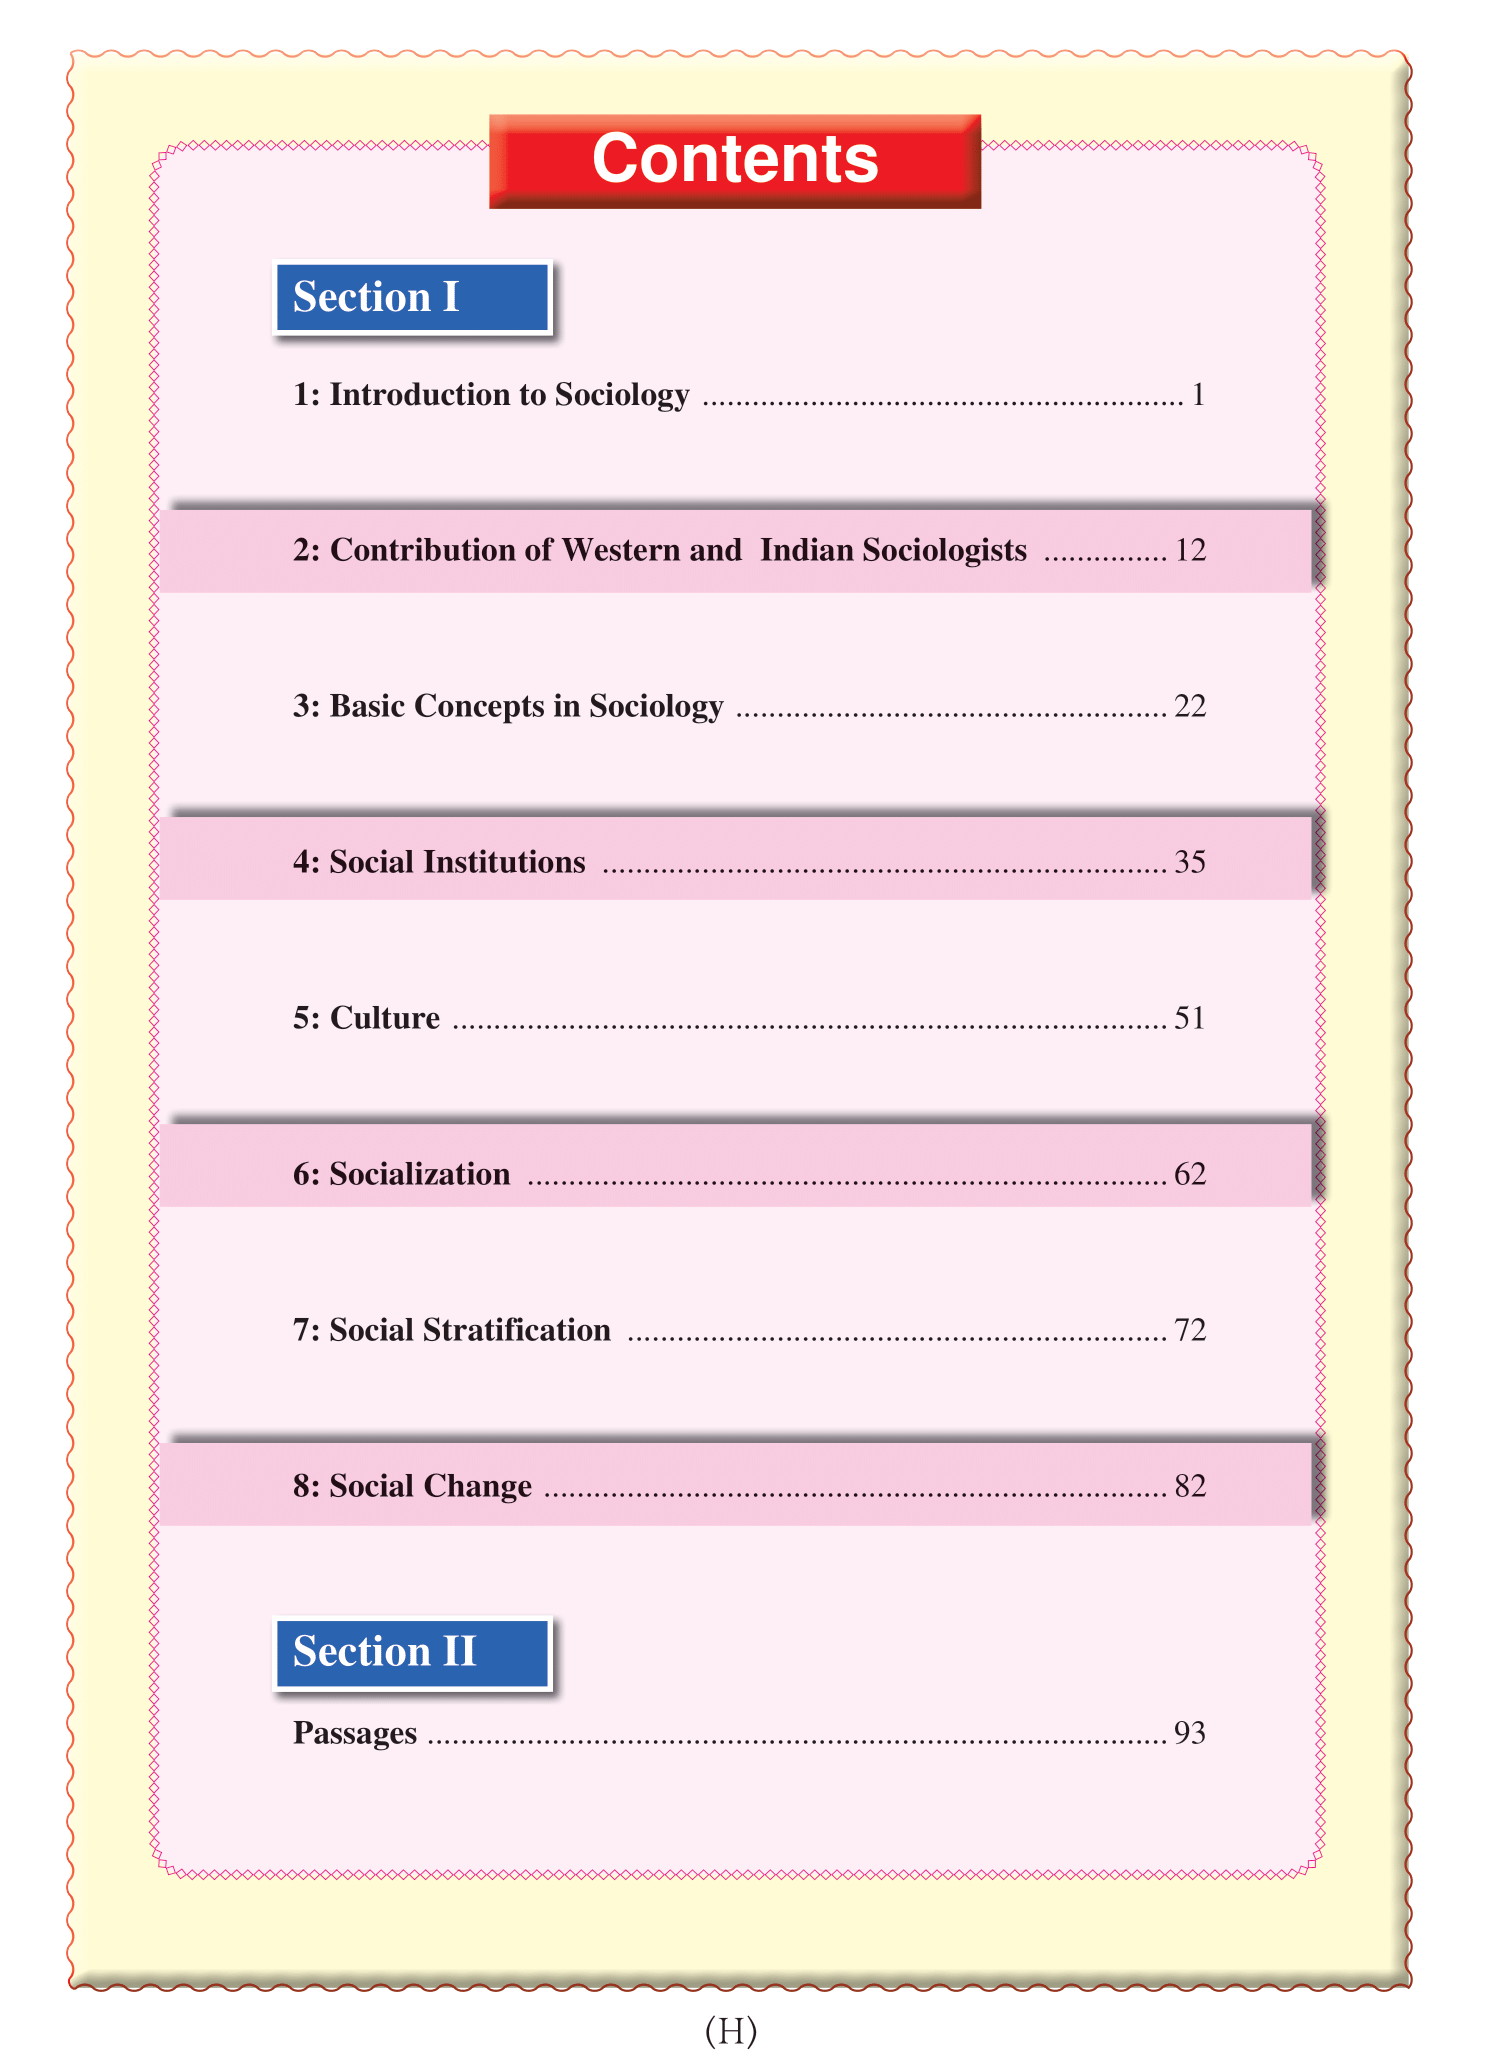 Contents
Section I
1: Introduction to Sociology .......................................................... 1
2: Contribution of Western and  Indian Sociologists ............... 12
3: Basic Concepts in Sociology .................................................... 22
4: Social Institutions .................................................................... 35
5: Culture ...................................................................................... 51
6: Socialization ............................................................................. 62
7: Social Stratification ................................................................. 72
8: Social Change ........................................................................... 82
Section II
Passages ......................................................................................... 93
(H)